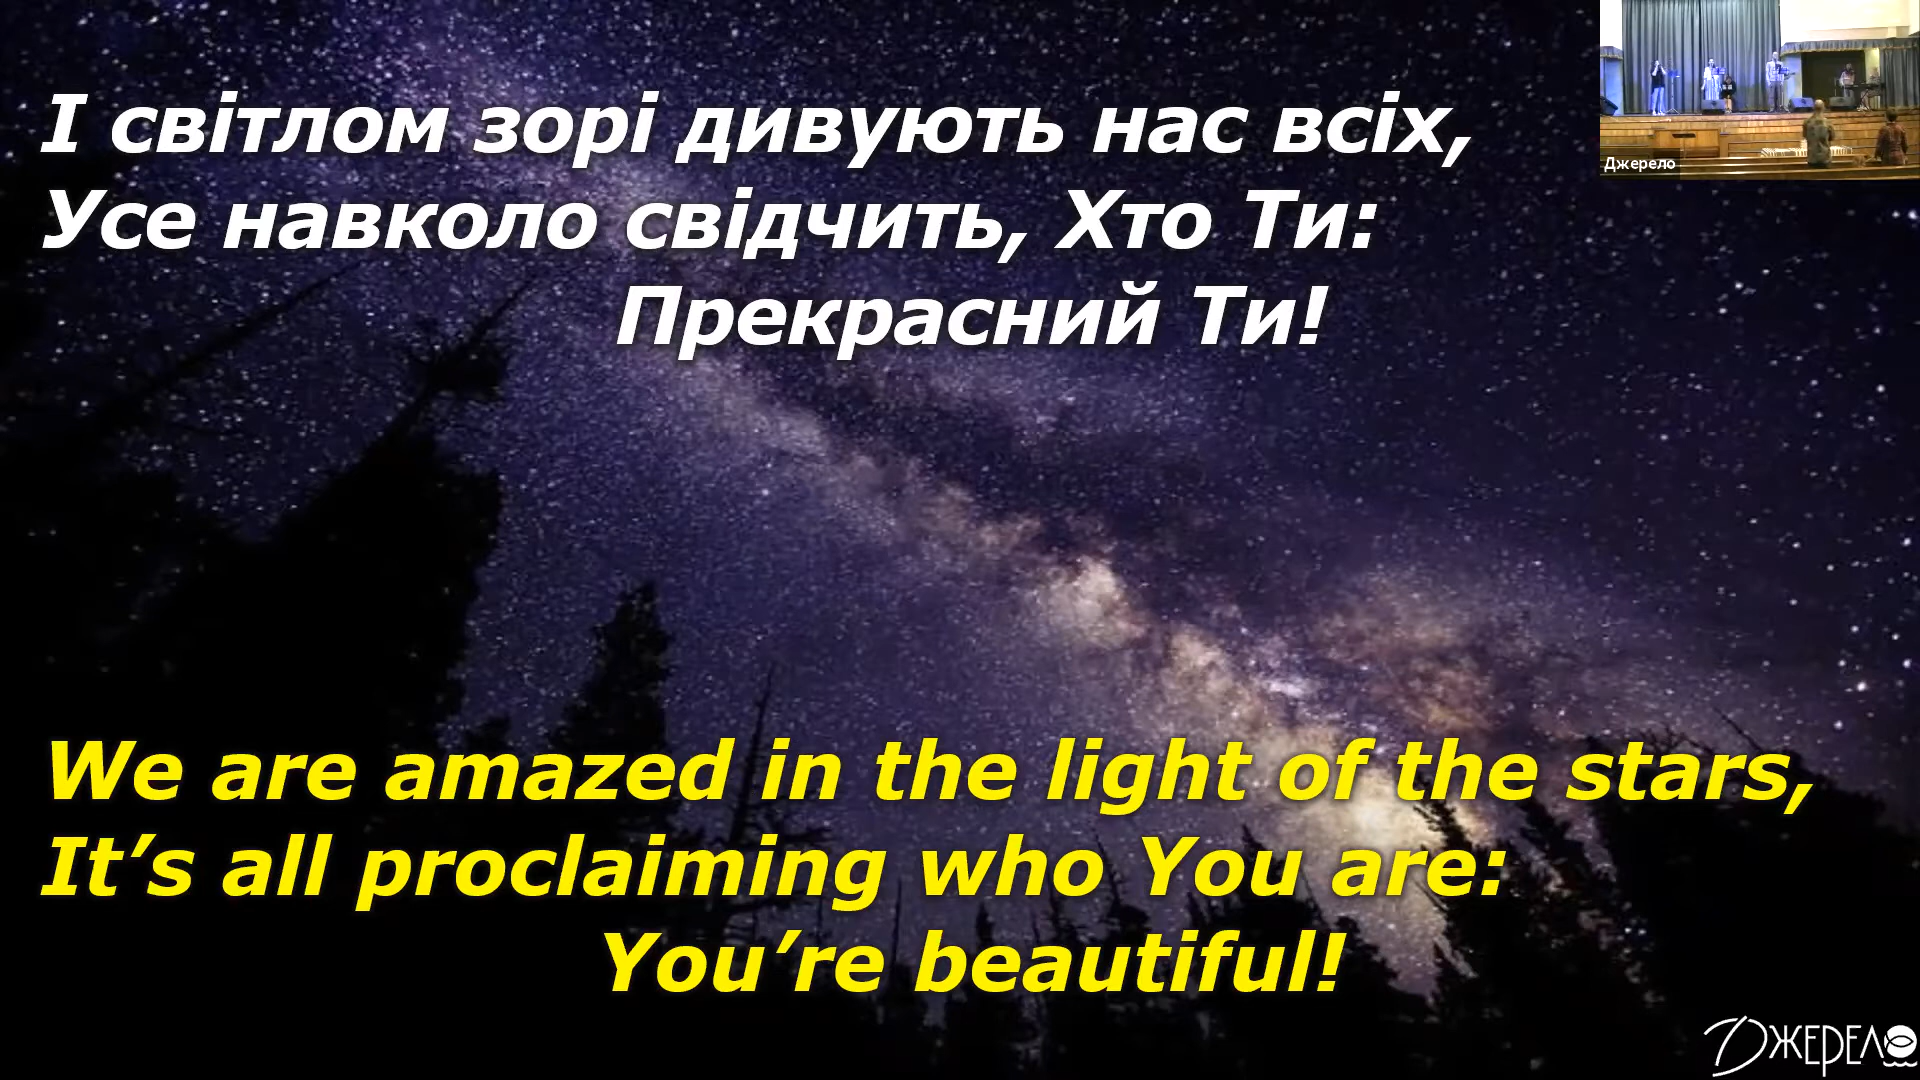 І світлом зорі дивують нас всіх,
Усе навколо свідчить, Хто Ти:
Прекрасний Ти!
Джерело
We are amazed in the light of the stars,
It’s all proclaiming who You are:
You’re beautiful!
Джерело